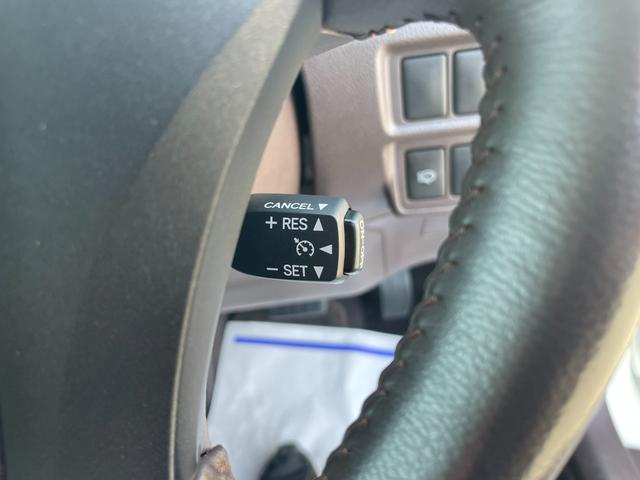 CANCEL ▼
+ RES ▲
◀
− SET ▼